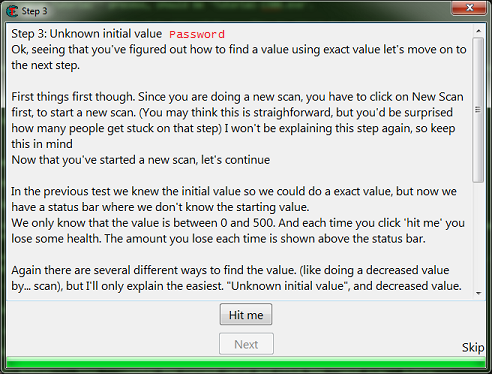 Step 3
Step 3: Unknown initial value Password
Ok, seeing that you've figured out how to find a value using exact value let's move on to
the next step.
First things first though. Since you are doing a new scan, you have to click on New Scan
first, to start a new scan. (You may think this is straighforward, but you'd be surprised
how many people get stuck on that step) I won't be explaining this step again, so keep
this in mind
Now that you've started a new scan, let's continue
In the previous test we knew the initial value so we could do a exact value, but now we
have a status bar where we don't know the starting value.
We only know that the value is between 0 and 500. And each time you click 'hit me' you
lose some health. The amount you lose each time is shown above the status bar.
Again there are several different ways to find the value. (like doing a decreased value
by... scan), but I'll only explain the easiest. "Unknown initial value", and decreased value.
Hit me
Next
Skip